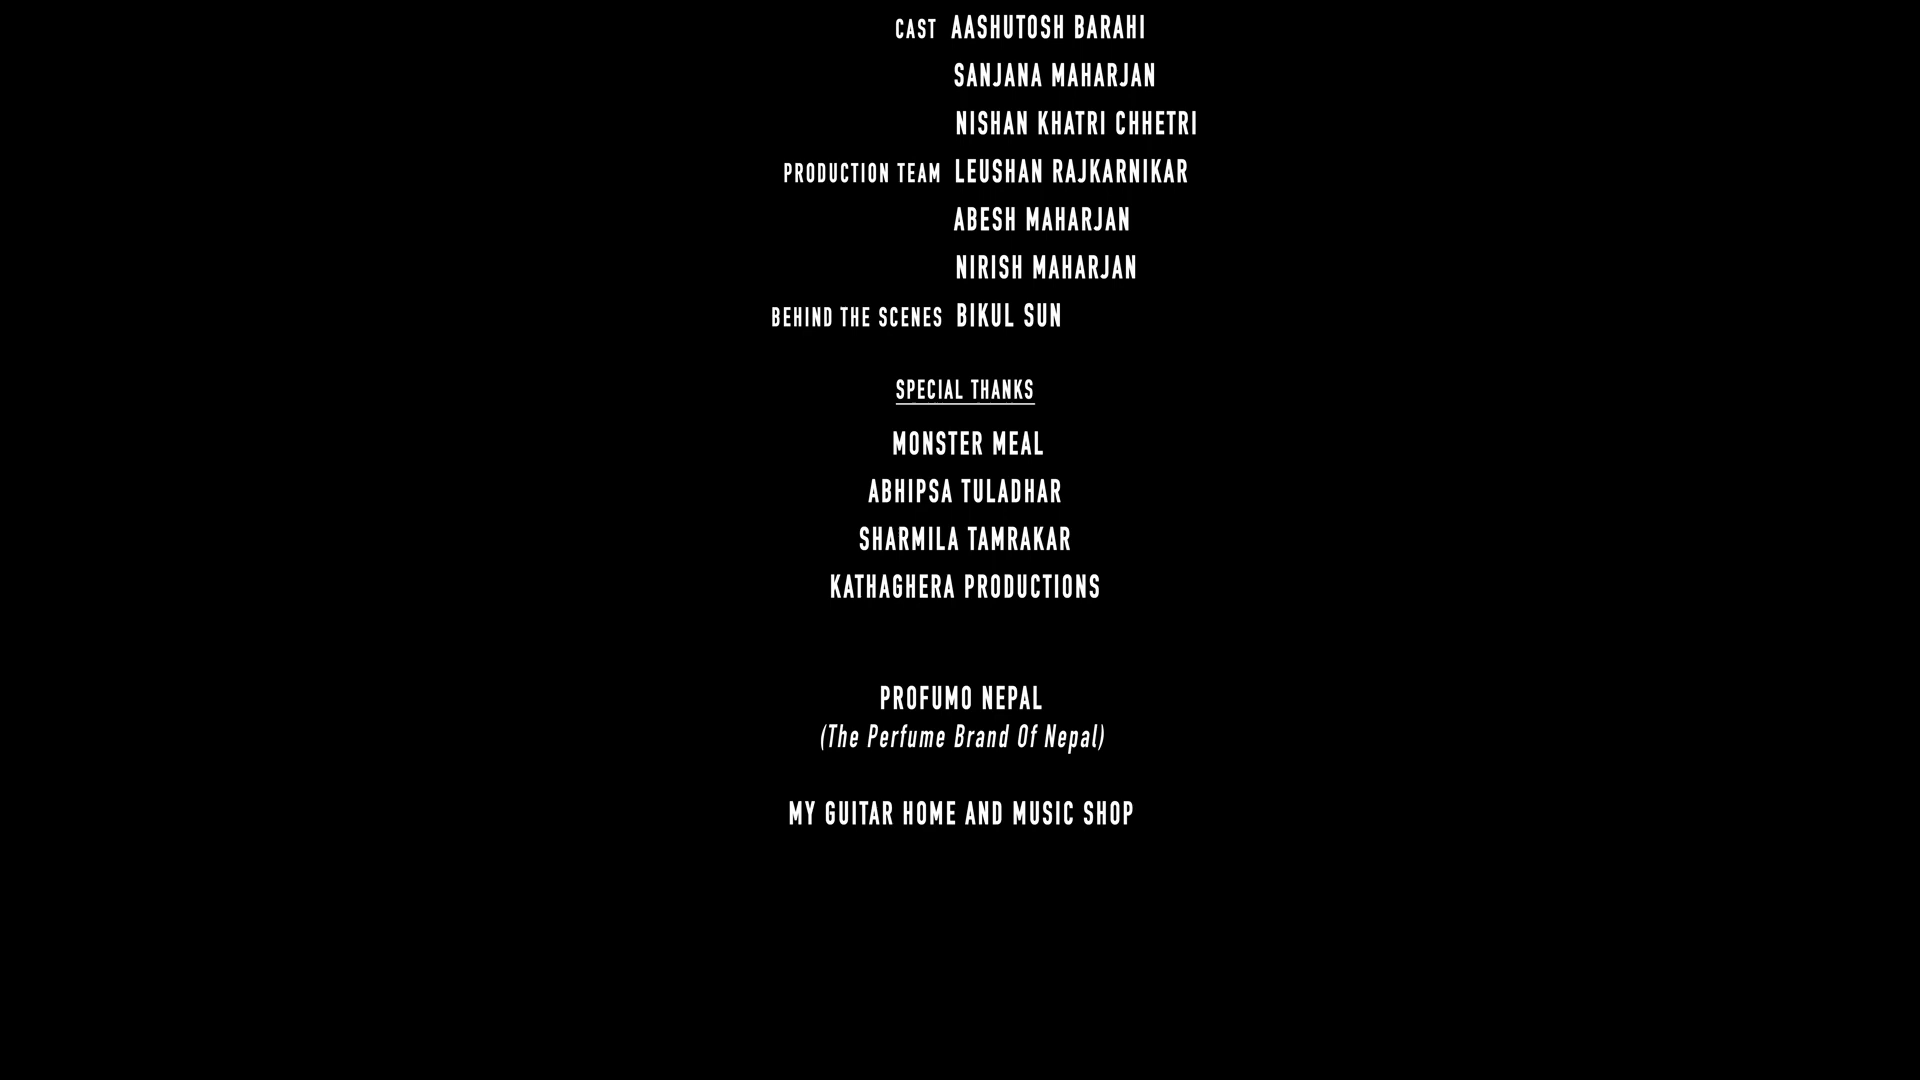 CAST AASHUTOSH BARAHI
SANJANA MAHARJAN
NISHAN KHATRI CHHETRI
PRODUCTION TEAM LEUSHAN RAJKARNIKAR
ABESH MAHARJAN
NIRISH MAHARJAN
BEHIND THE SCENES BIKUL SUN
SPECIAL THANKS
MONSTER MEAL
ABHIPSA TULADHAR
SHARMILA TAMRAKAR
KATHAGHERA PRODUCTIONS
PROFUMO NEPAL
(The Perfume Brand Of Nepal)
MY GUITAR HOME AND MUSIC SHOP